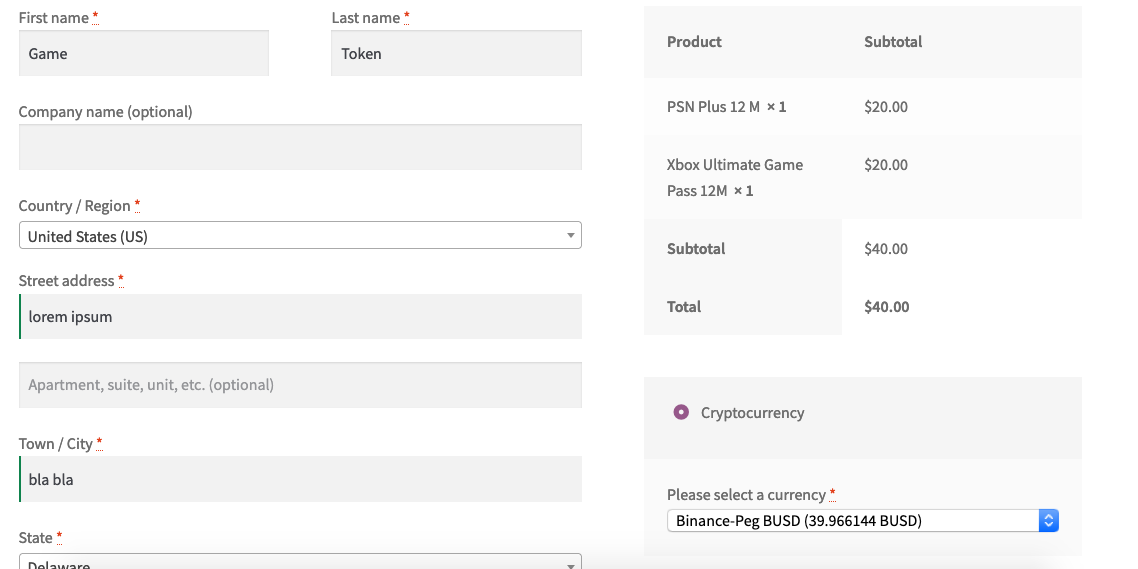 First name *
Last name *
Game
Token
Company name (optional)
Country / Region *
United States (US)
Street address *
lorem ipsum
Apartment, suite, unit, etc. (optional)
Town / City *
bla bla
State *
Delaware
Product Subtotal
PSN Plus 12 M × 1 $20.00
Xbox Ultimate Game $20.00
Pass 12M × 1
Subtotal $40.00
Total $40.00
Cryptocurrency
Please select a currency *
Binance-Peg BUSD (39.966144 BUSD)